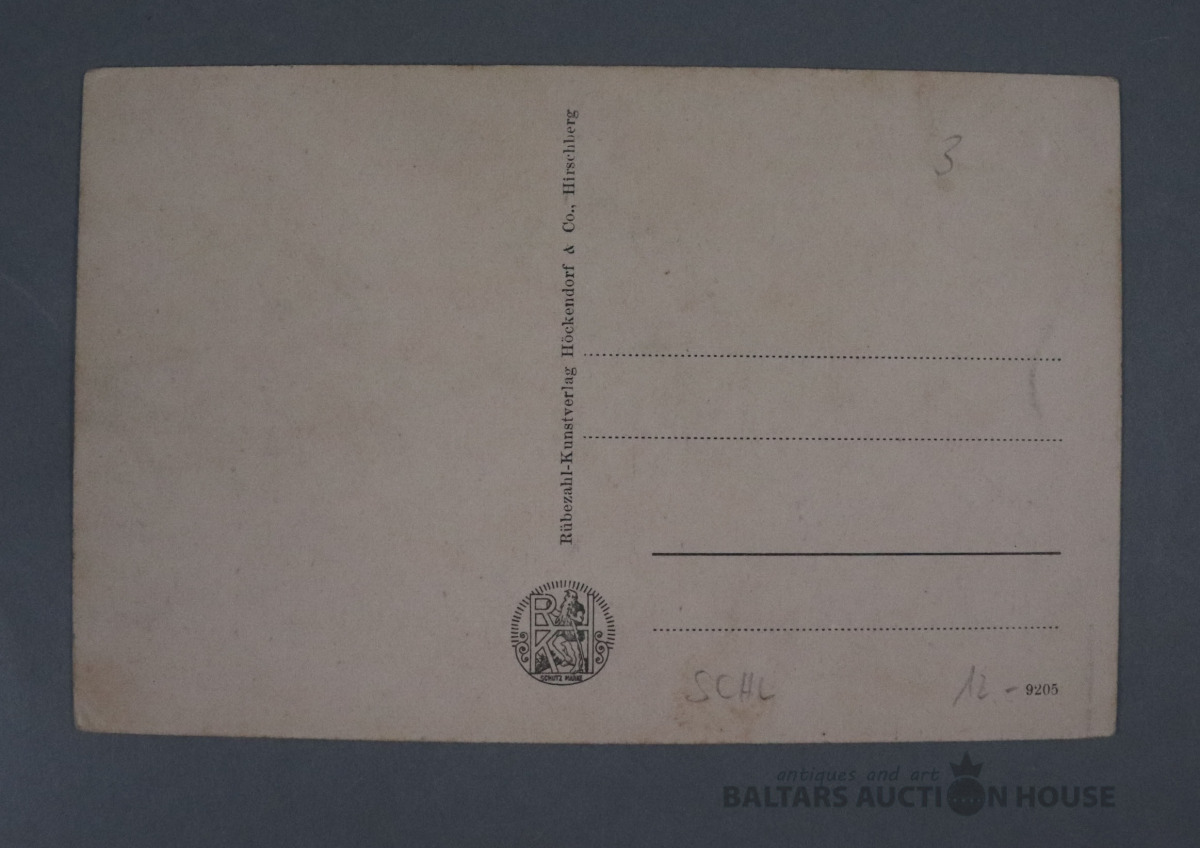 Rübezahl-Kunstverlag Höckendorf & Co., Hirschberg
3
R
K
SCHUTZ MARKE
SCHL
12.- 9205
antiques and art
BALTARS AUCTION HOUSE